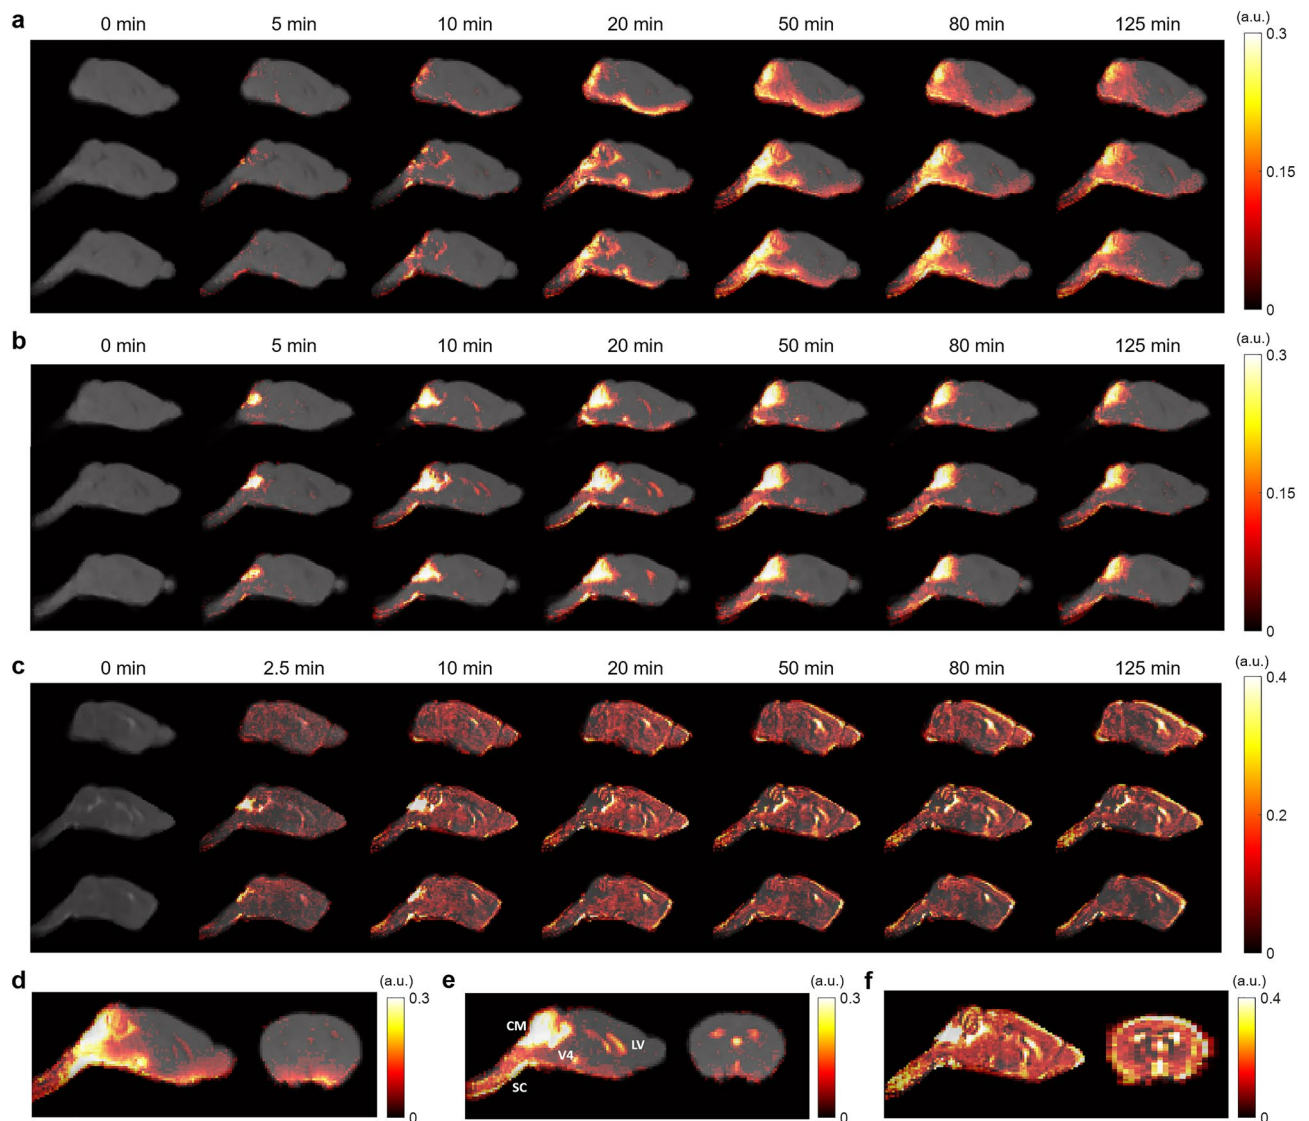 a 0 min 5 min 10 min 20 min 50 min 80 min 125 min (a.u.)
0.3
0.15
0
b 0 min 5 min 10 min 20 min 50 min 80 min 125 min (a.u.)
0.3
0.15
0
c 0 min 2.5 min 10 min 20 min 50 min 80 min 125 min (a.u.)
0.4
0.2
0
d (a.u.) e (a.u.) f (a.u.)
0.3 0.3 0.4
CM
LV
V4
SC
0 0 0